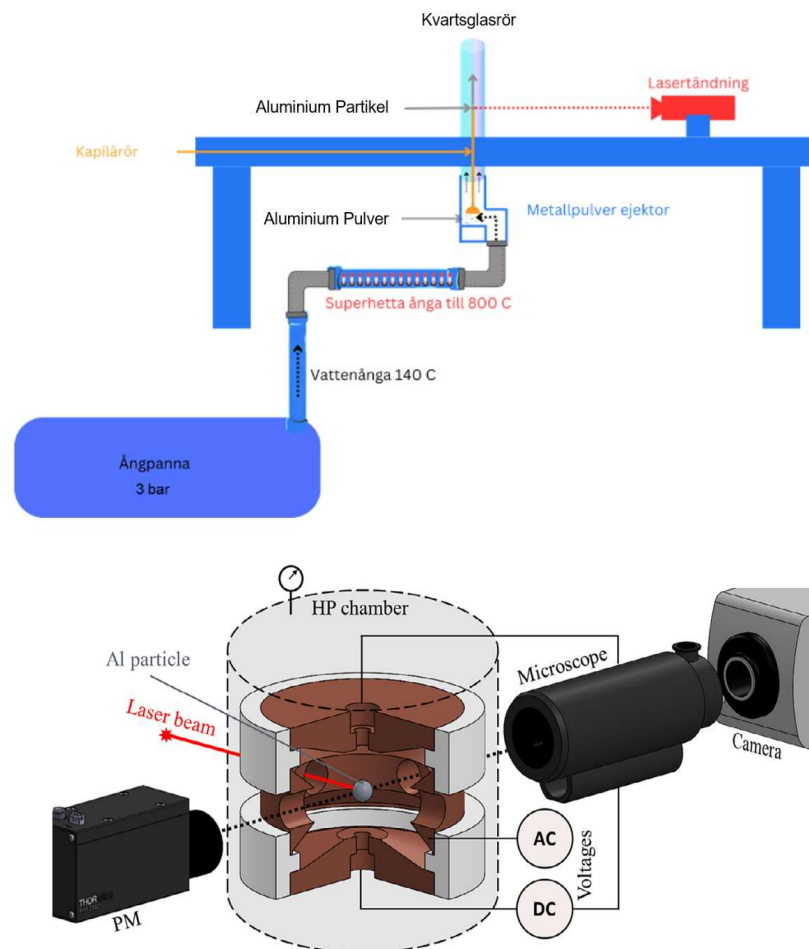 Kvartsglasrör
Lasertändning
Aluminium Partikel
Kapilärör
Aluminium Pulver
Metallpulver ejektor
Superhetta ånga till 800 C
Vattenånga 140 C
Ångpanna
3 bar
HP chamber
Al particle
Microscope
Laser beam
Camera
AC
Voltages
DC
THOR
PM